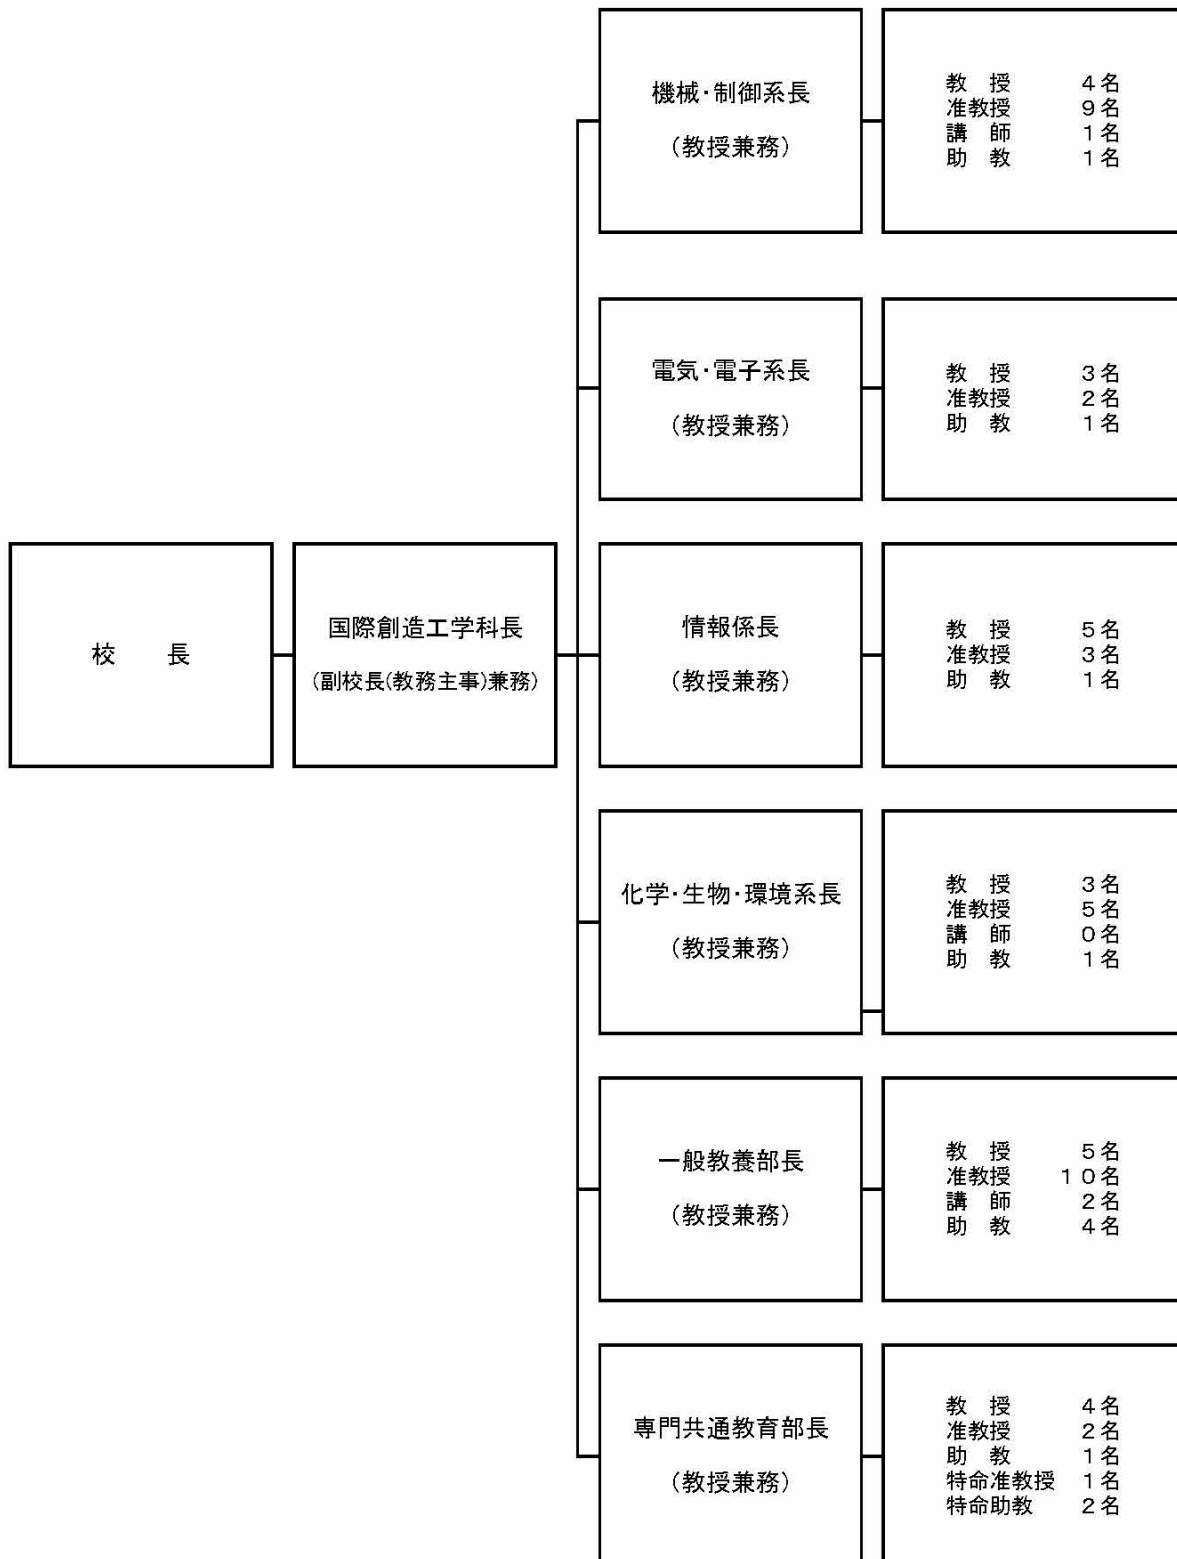 校　　長
国際創造工学科長
(副校長(教務主事)兼務)
機械・制御系長
(教授兼務)
教　授　４名
准教授　９名
講　師　１名
助　教　１名
電気・電子系長
(教授兼務)
教　授　３名
准教授　２名
助　教　１名
情報係長
(教授兼務)
教　授　５名
准教授　３名
助　教　１名
化学・生物・環境系長
(教授兼務)
教　授　３名
准教授　５名
講　師　０名
助　教　１名
一般教養部長
(教授兼務)
教　授　５名
准教授　１０名
講　師　２名
助　教　４名
専門共通教育部長
(教授兼務)
教　授　４名
准教授　２名
助　教　１名
特命准教授　１名
特命助教　２名